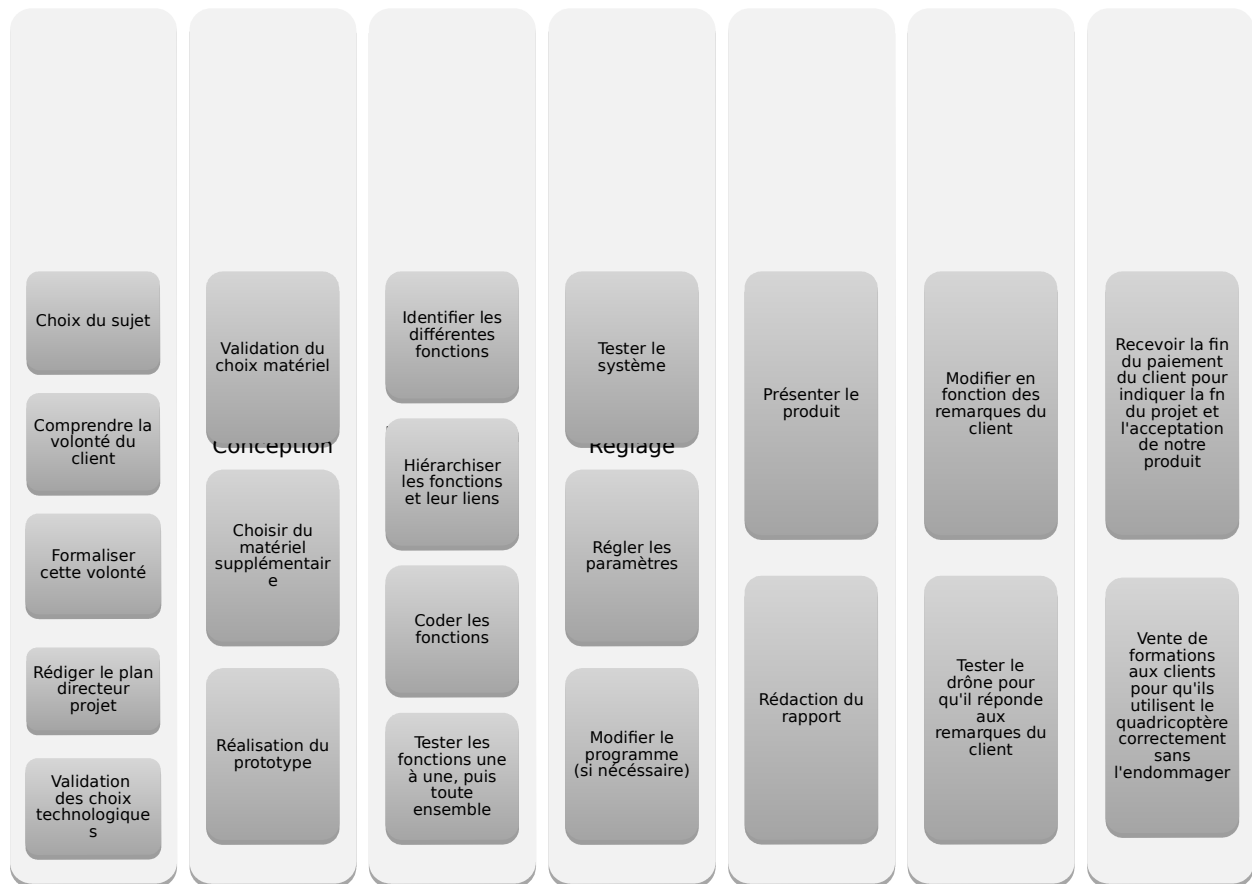 Choix du sujet
Comprendre la
volonté du
client
Formaliser
cette volonté
Rédiger le plan
directeur
projet
Validation
des choix
technologique
s
Validation du
choix matériel
Conception
Choisir du
matériel
supplémentair
e
Réalisation du
prototype
Identifier les
différentes
fonctions
Hiérarchiser
les fonctions
et leur liens
Coder les
fonctions
Tester les
fonctions une
à une, puis
toute
ensemble
Tester le
système
Réglage
Régler les
paramètres
Modifier le
programme
(si nécéssaire)
Présenter le
produit
Rédaction du
rapport
Modifier en
fonction des
remarques du
client
Tester le
drône pour
qu'il réponde
aux
remarques du
client
Recevoir la fin
du paiement
du client pour
indiquer la fn
du projet et
l'acceptation
de notre
produit
Vente de
formations
aux clients
pour qu'ils
utilisent le
quadricoptère
correctement
sans
l'endommager